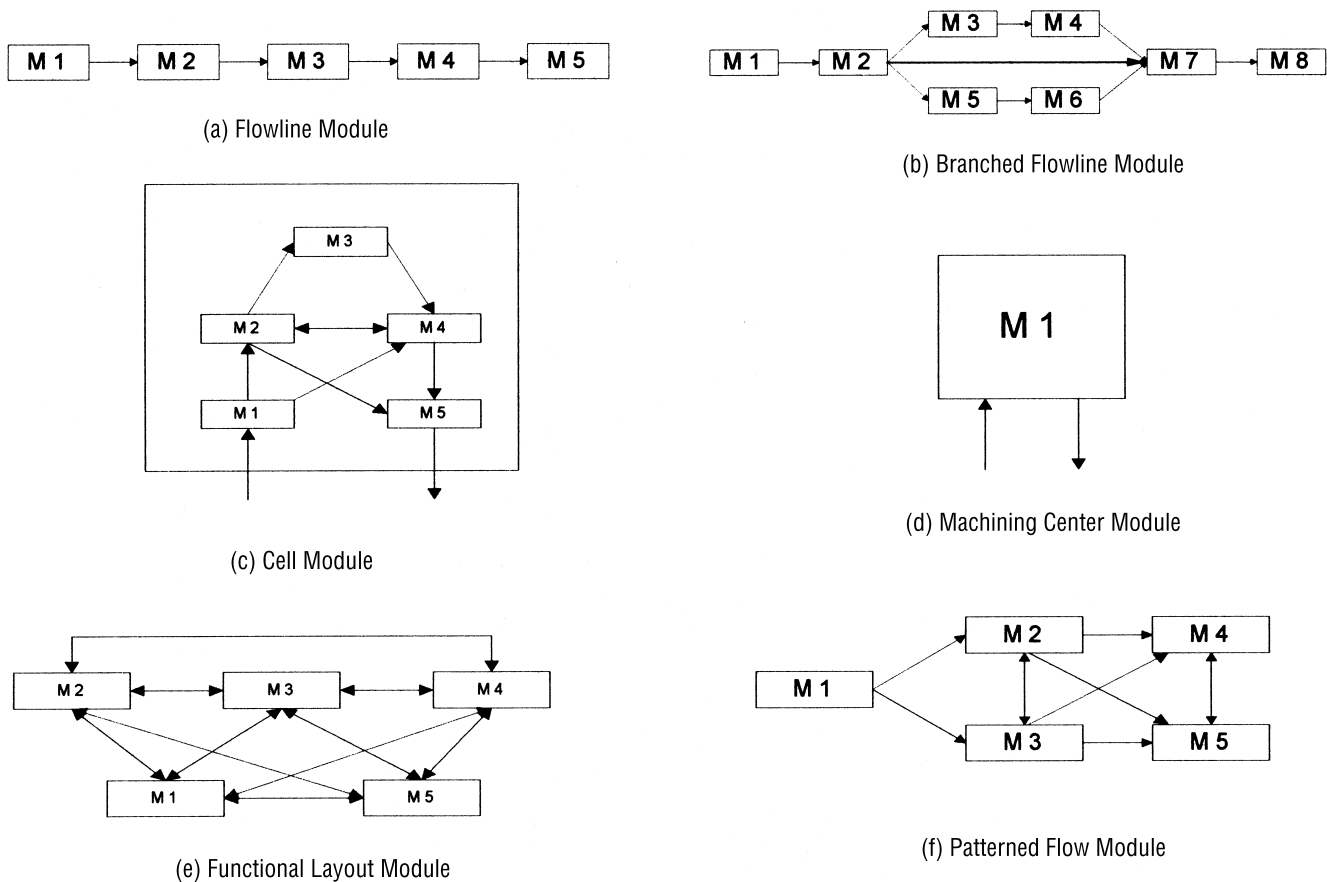 M 1 M 2 M 3 M 4 M 5
(a) Flowline Module
M 3 M 4
M 1 M 2 M 7 M 8
M 5 M 6
(b) Branched Flowline Module
M 3
M 2 M 4
M 1 M 5
(c) Cell Module
M 1
(d) Machining Center Module
M 2 M 3 M 4
M 1 M 5
(e) Functional Layout Module
M 2 M 4
M 1
M 3 M 5
(f) Patterned Flow Module